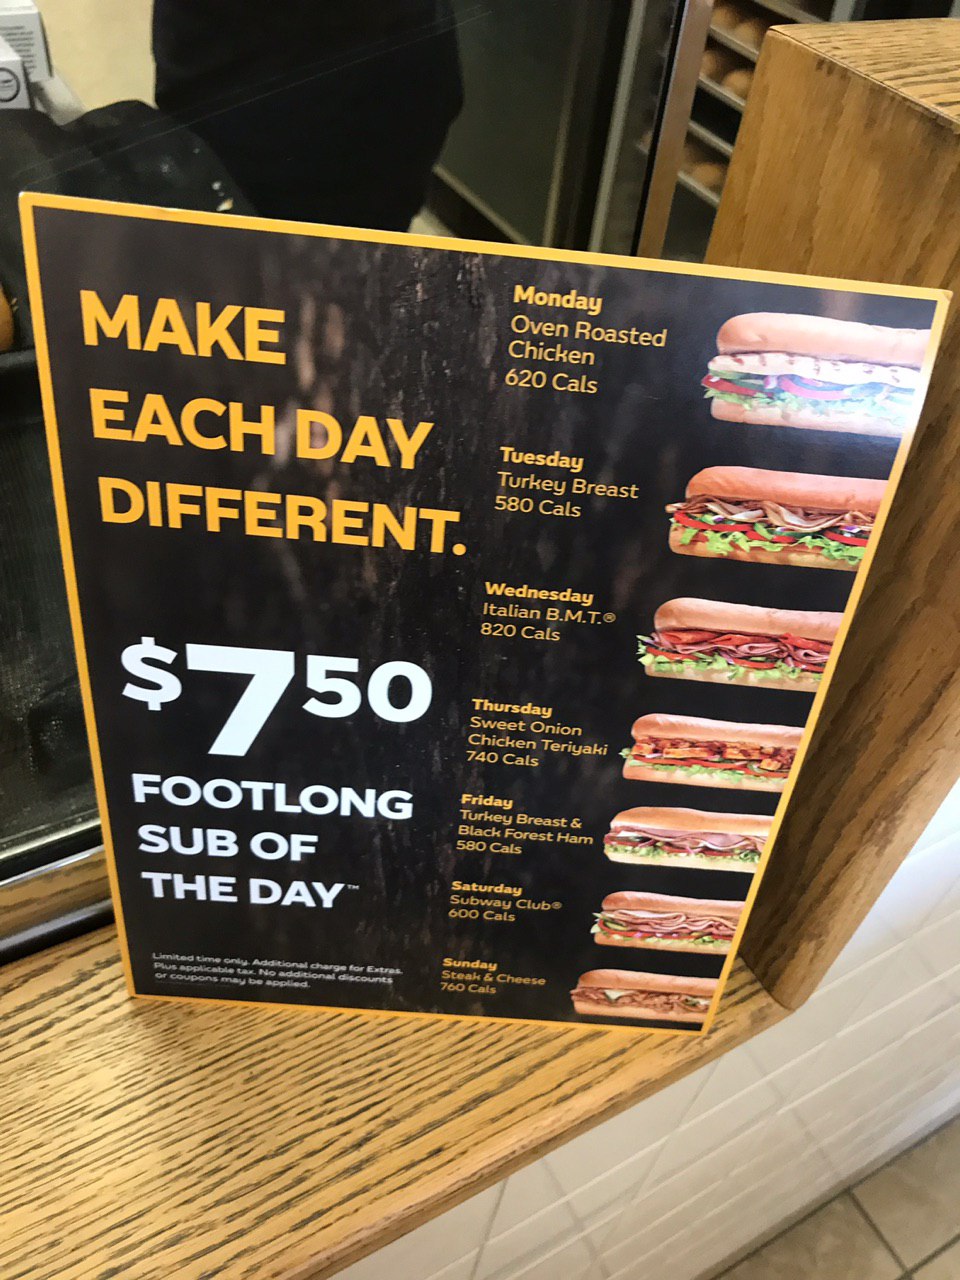 MAKE
EACH DAY
DIFFERENT.
$7.50
FOOTLONG
SUB OF
THE DAY™
Limited time only. Additional charge for Extras.
Plus applicable tax. No additional discounts
or coupons may be applied.
Monday
Oven Roasted
Chicken
620 Cals
Tuesday
Turkey Breast
580 Cals
Wednesday
Italian B.M.T.®
820 Cals
Thursday
Sweet Onion
Chicken Teriyaki
740 Cals
Friday
Turkey Breast &
Black Forest Ham
580 Cals
Saturday
Subway Club®
600 Cals
Sunday
Steak & Cheese
760 Cals